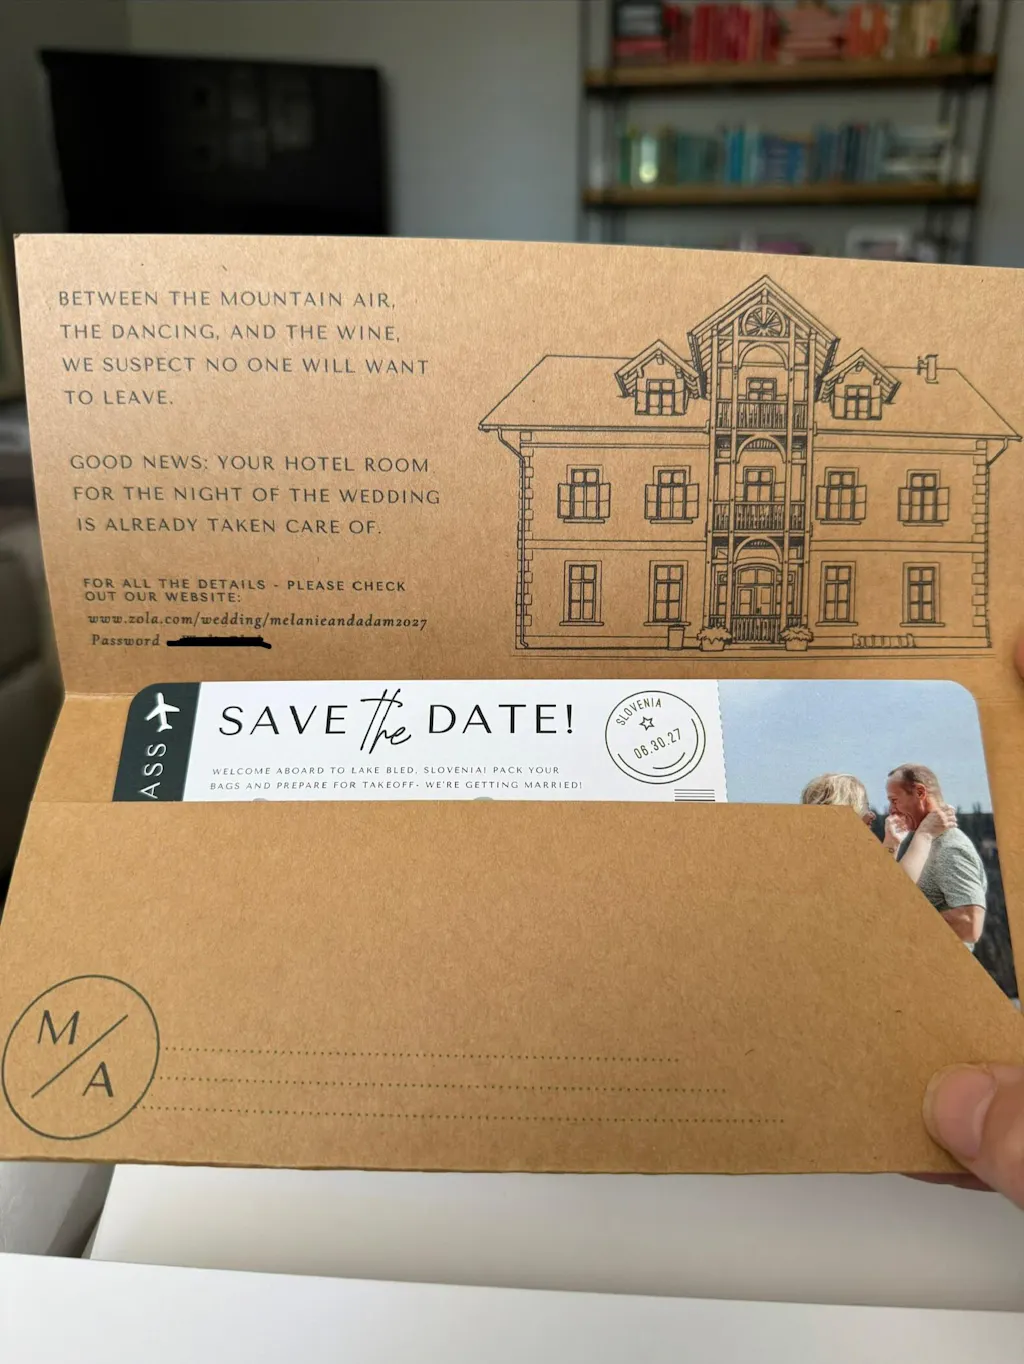 BETWEEN THE MOUNTAIN AIR,
THE DANCING, AND THE WINE,
WE SUSPECT NO ONE WILL WANT
TO LEAVE.
GOOD NEWS: YOUR HOTEL ROOM
FOR THE NIGHT OF THE WEDDING
IS ALREADY TAKEN CARE OF.
FOR ALL THE DETAILS - PLEASE CHECK
OUT OUR WEBSITE:
www.zola.com/wedding/melanieandadam2027
Password
ASS
SAVE the DATE!
WELCOME ABOARD TO LAKE BLED, SLOVENIA! PACK YOUR
BAGS AND PREPARE FOR TAKEOFF- WE'RE GETTING MARRIED!
SLOVENIA
06.30.27
M
A